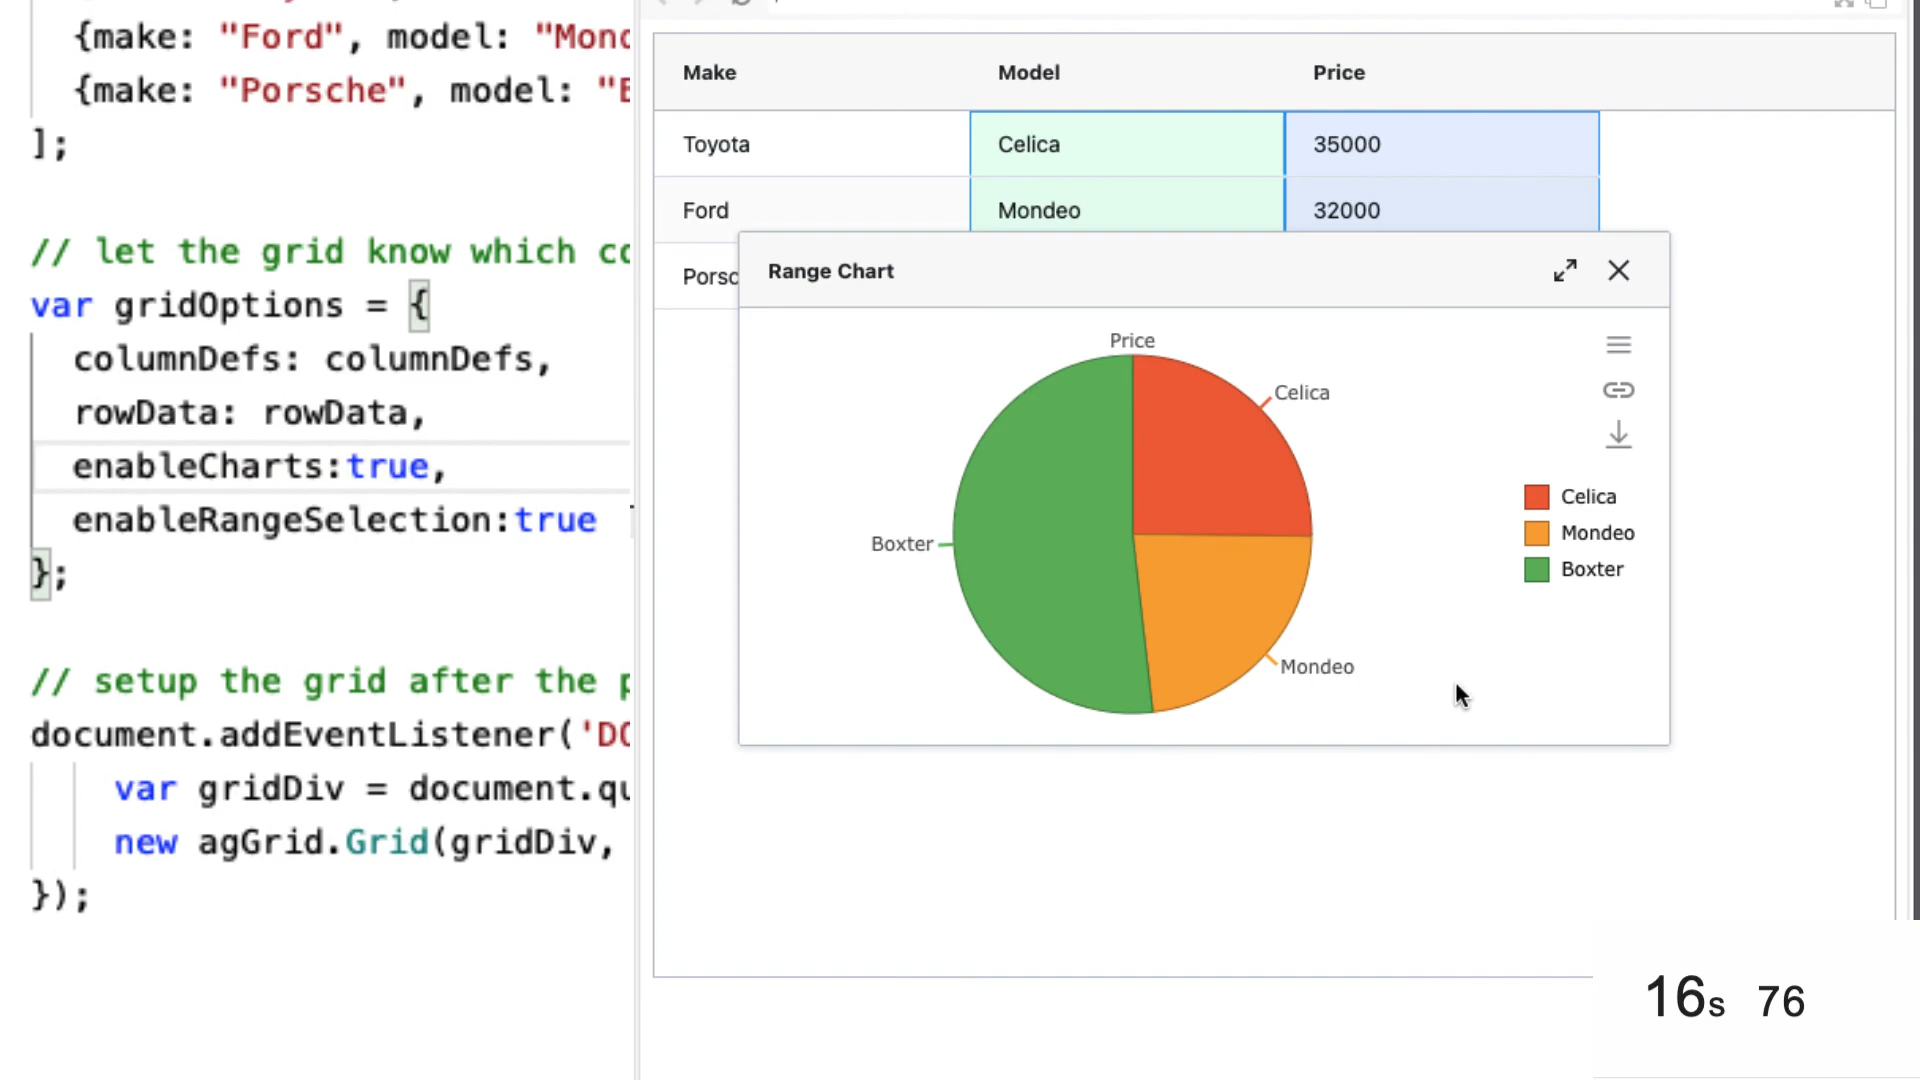 {make: "Ford", model: "Mond
{make: "Porsche", model: "B
];
// let the grid know which co
var gridOptions = {
columnDefs: columnDefs,
rowData: rowData,
enableCharts:true,
enableRangeSelection:true
};
// setup the grid after the p
document.addEventListener('DO
var gridDiv = document.qu
new agGrid.Grid(gridDiv,
});
Make Model Price
Toyota Celica 35000
Ford Mondeo 32000
Porsc
Range Chart
Price
Celica
Boxter
Mondeo
Celica
Mondeo
Boxter
16s 76